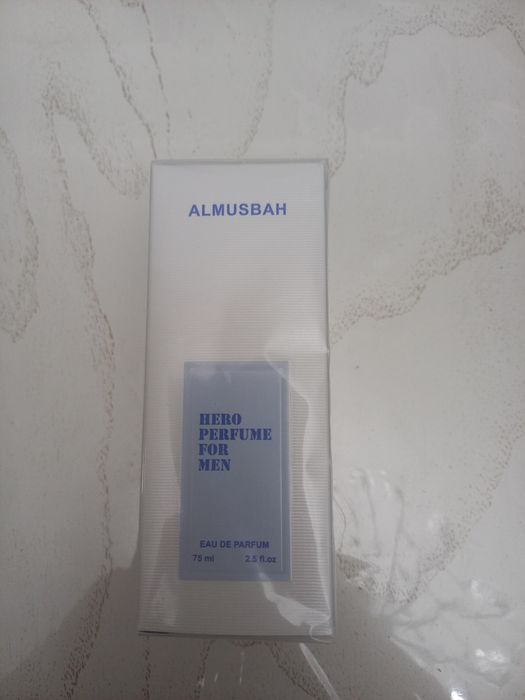 ALMUSBAH
HERO
PERFUME
FOR
MEN
EAU DE PARFUM
75 ml 2.5 fl.oz